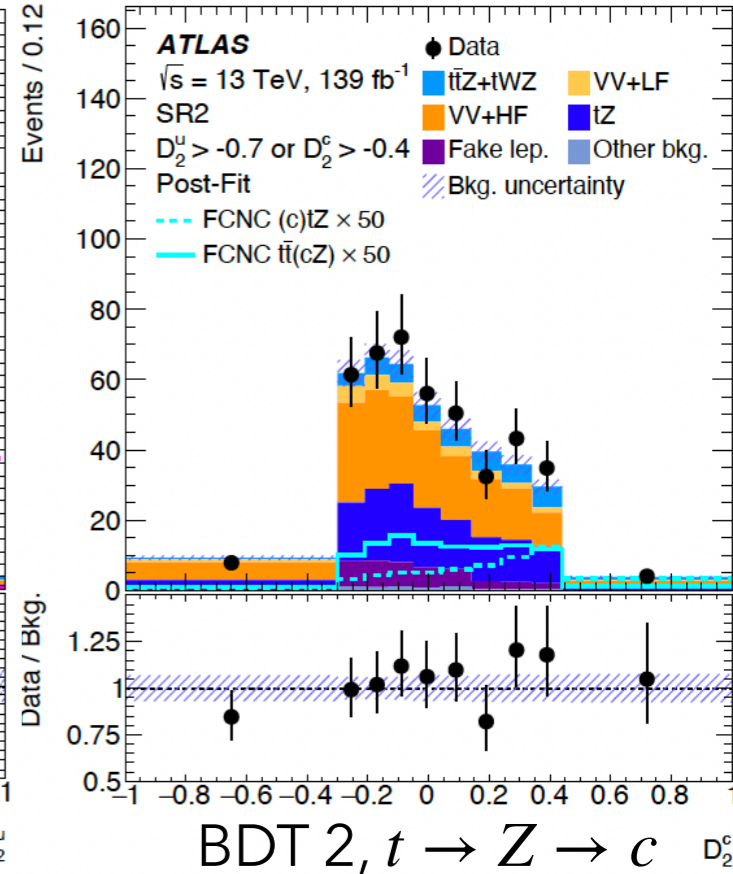 Events / 0.12
160
140
120
100
80
60
40
20
0
ATLAS
√s = 13 TeV, 139 fb⁻¹
SR2
D₂ᵘ > -0.7 or D₂ᶜ > -0.4
Post-Fit
FCNC (c)tZ × 50
FCNC tt̄(cZ) × 50
Data
tt̄Z+tWZ
VV+LF
VV+HF
tZ
Fake lep.
Other bkg.
Bkg. uncertainty
Data / Bkg.
1.25
1
0.75
0.5
1 −1 −0.8 −0.6 −0.4 −0.2 0 0.2 0.4 0.6 0.8 1
BDT 2, t → Z → c
D₂ᶜ